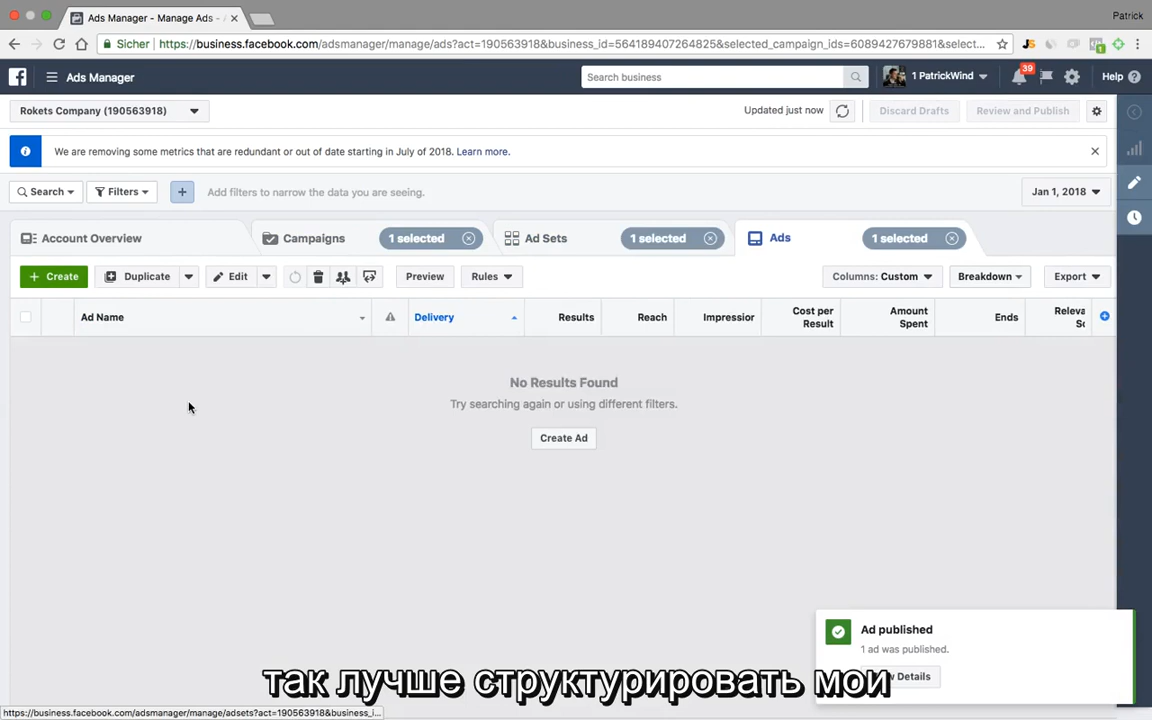 Ads Manager - Manage Ads -
Patrick
Sicher https://business.facebook.com/adsmanager/manage/ads?act=190563918&business_id=564189407264825&selected_campaign_ids=6089427679881&select...
JS
1
Ads Manager
Search business
1 PatrickWind
39
Help
Rokets Company (190563918)
Updated just now
Discard Drafts
Review and Publish
We are removing some metrics that are redundant or out of date starting in July of 2018. Learn more.
Search
Filters
Add filters to narrow the data you are seeing.
Jan 1, 2018
Account Overview
Campaigns
1 selected
Ad Sets
1 selected
Ads
1 selected
+ Create
Duplicate
Edit
Preview
Rules
Columns: Custom
Breakdown
Export
Ad Name
Delivery
Results
Reach
Impression
Cost per
Result
Amount
Spent
Ends
Releva
Sc
No Results Found
Try searching again or using different filters.
Create Ad
Ad published
1 ad was published.
Details
так лучше структурировать мои
https://business.facebook.com/adsmanager/manage/adsets?act=190563918&business_i...